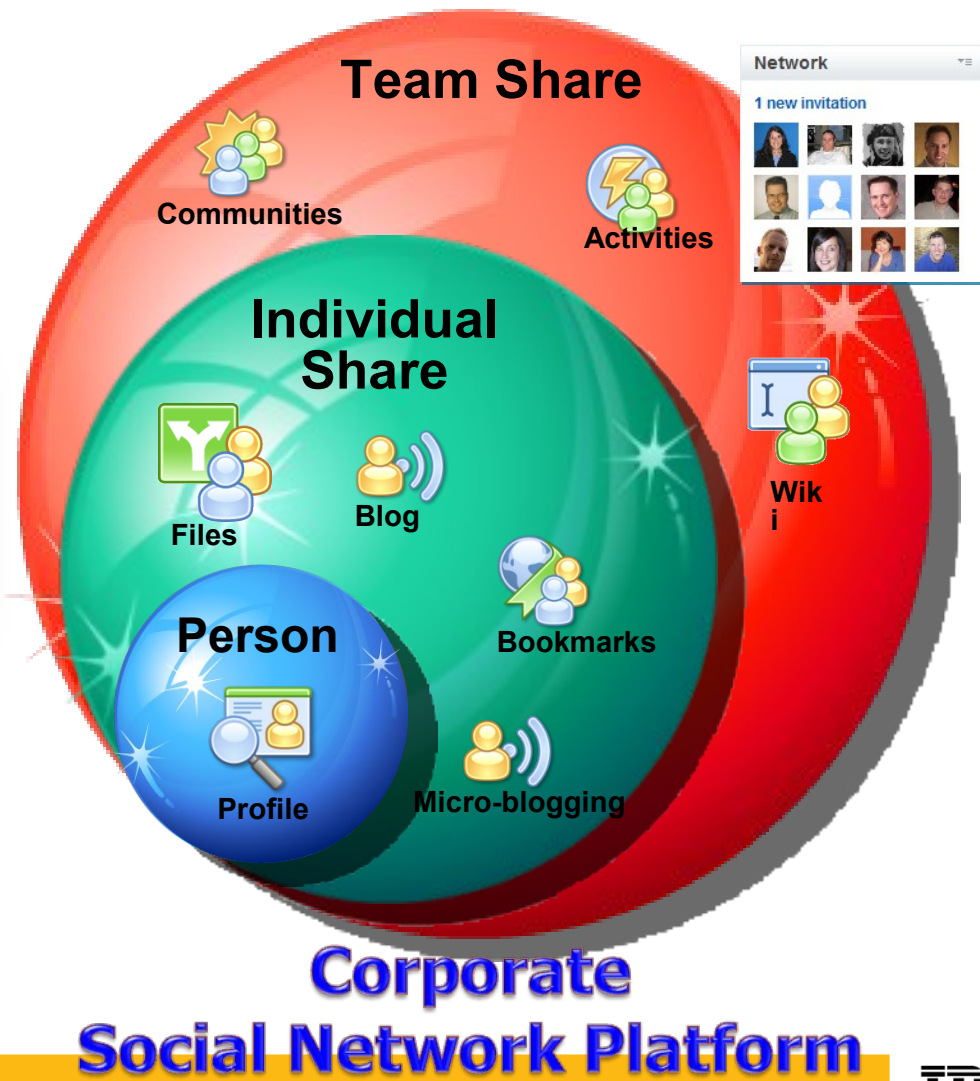 Team Share
Network
1 new invitation
Communities
Activities
Individual
Share
Files
Blog
Wik
i
Bookmarks
Person
Profile
Micro-blogging
Corporate
Social Network Platform